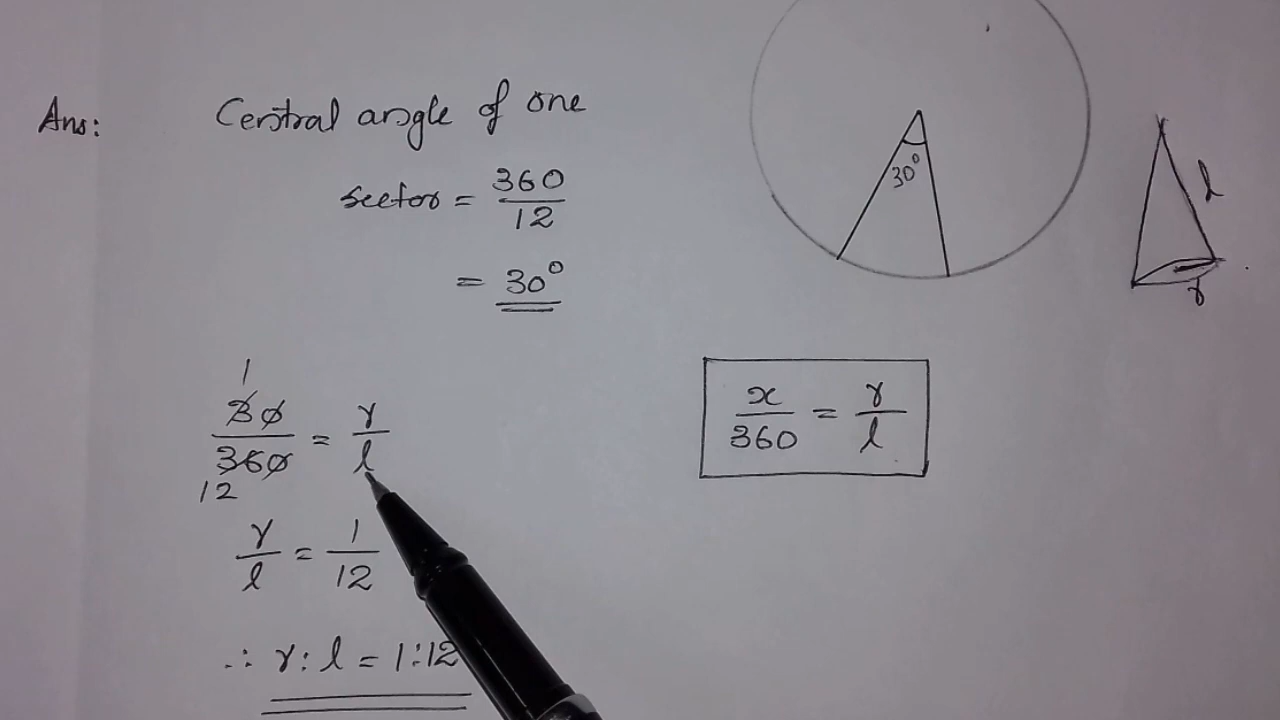 Ans: Central angle of one
sector = 360/12
= 30°
30/360 = r/l
1
12
r/l = 1/12
∴ r : l = 1:12
30°
l
r
x/360 = r/l